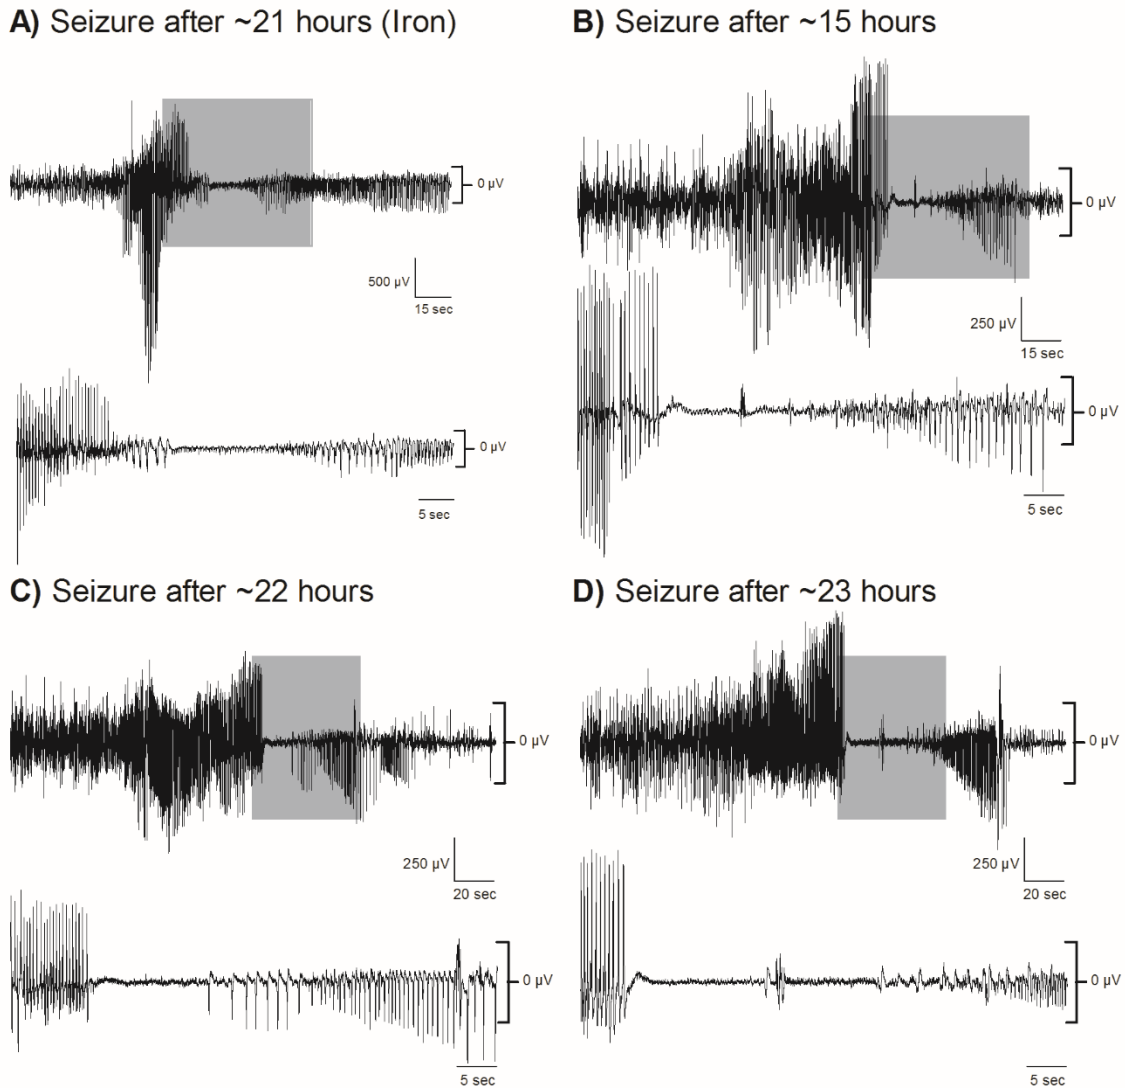 A) Seizure after ~21 hours (Iron)
0 µV
500 µV
15 sec
0 µV
5 sec
B) Seizure after ~15 hours
0 µV
250 µV
15 sec
0 µV
5 sec
C) Seizure after ~22 hours
0 µV
250 µV
20 sec
0 µV
5 sec
D) Seizure after ~23 hours
0 µV
250 µV
20 sec
0 µV
5 sec